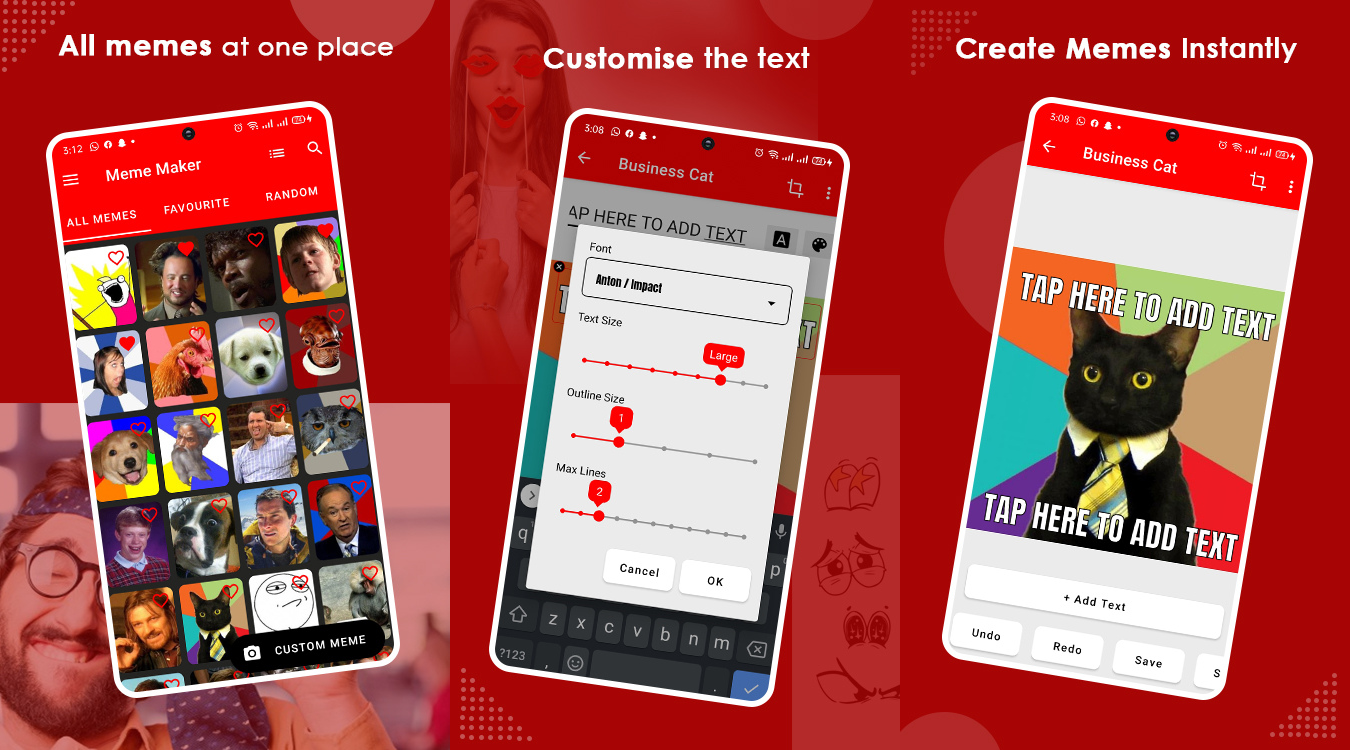 All memes at one place
3:12
74
Meme Maker
ALL MEMES
FAVOURITE
RANDOM
CUSTOM MEME
Customise the text
3:08
74
Business Cat
AP HERE TO ADD TEXT
A
Font
Anton / Impact
Text Size
Large
Outline Size
1
Max Lines
2
Cancel
OK
q
p
z x c v b n m
?123
,
.
Create Memes Instantly
3:08
74
Business Cat
TAP HERE TO ADD TEXT
TAP HERE TO ADD TEXT
+ Add Text
Undo
Redo
Save
S